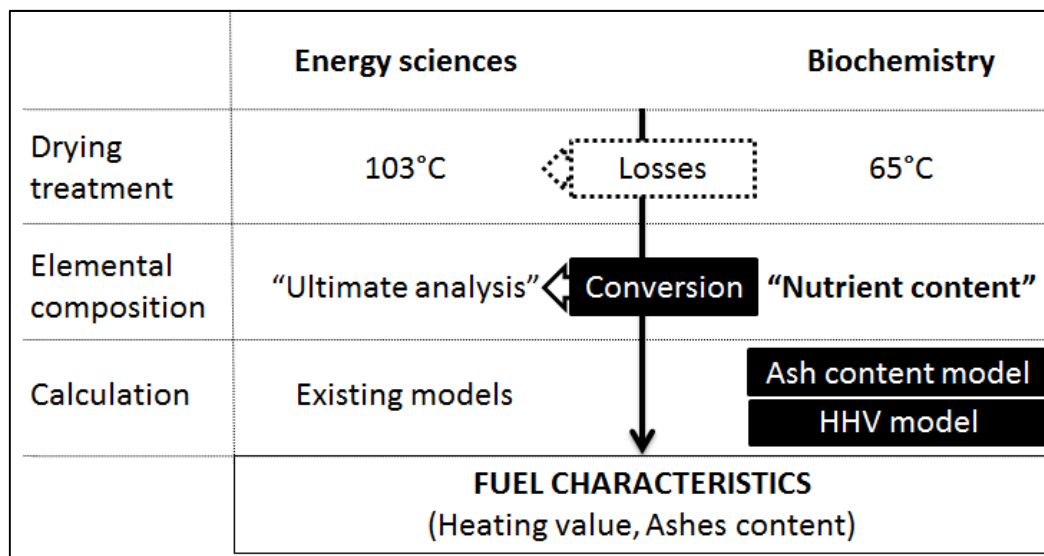 Energy sciences
Biochemistry
Drying
treatment
103°C
Losses
65°C
Elemental
composition
“Ultimate analysis”
Conversion
“Nutrient content”
Calculation
Existing models
Ash content model
HHV model
FUEL CHARACTERISTICS
(Heating value, Ashes content)